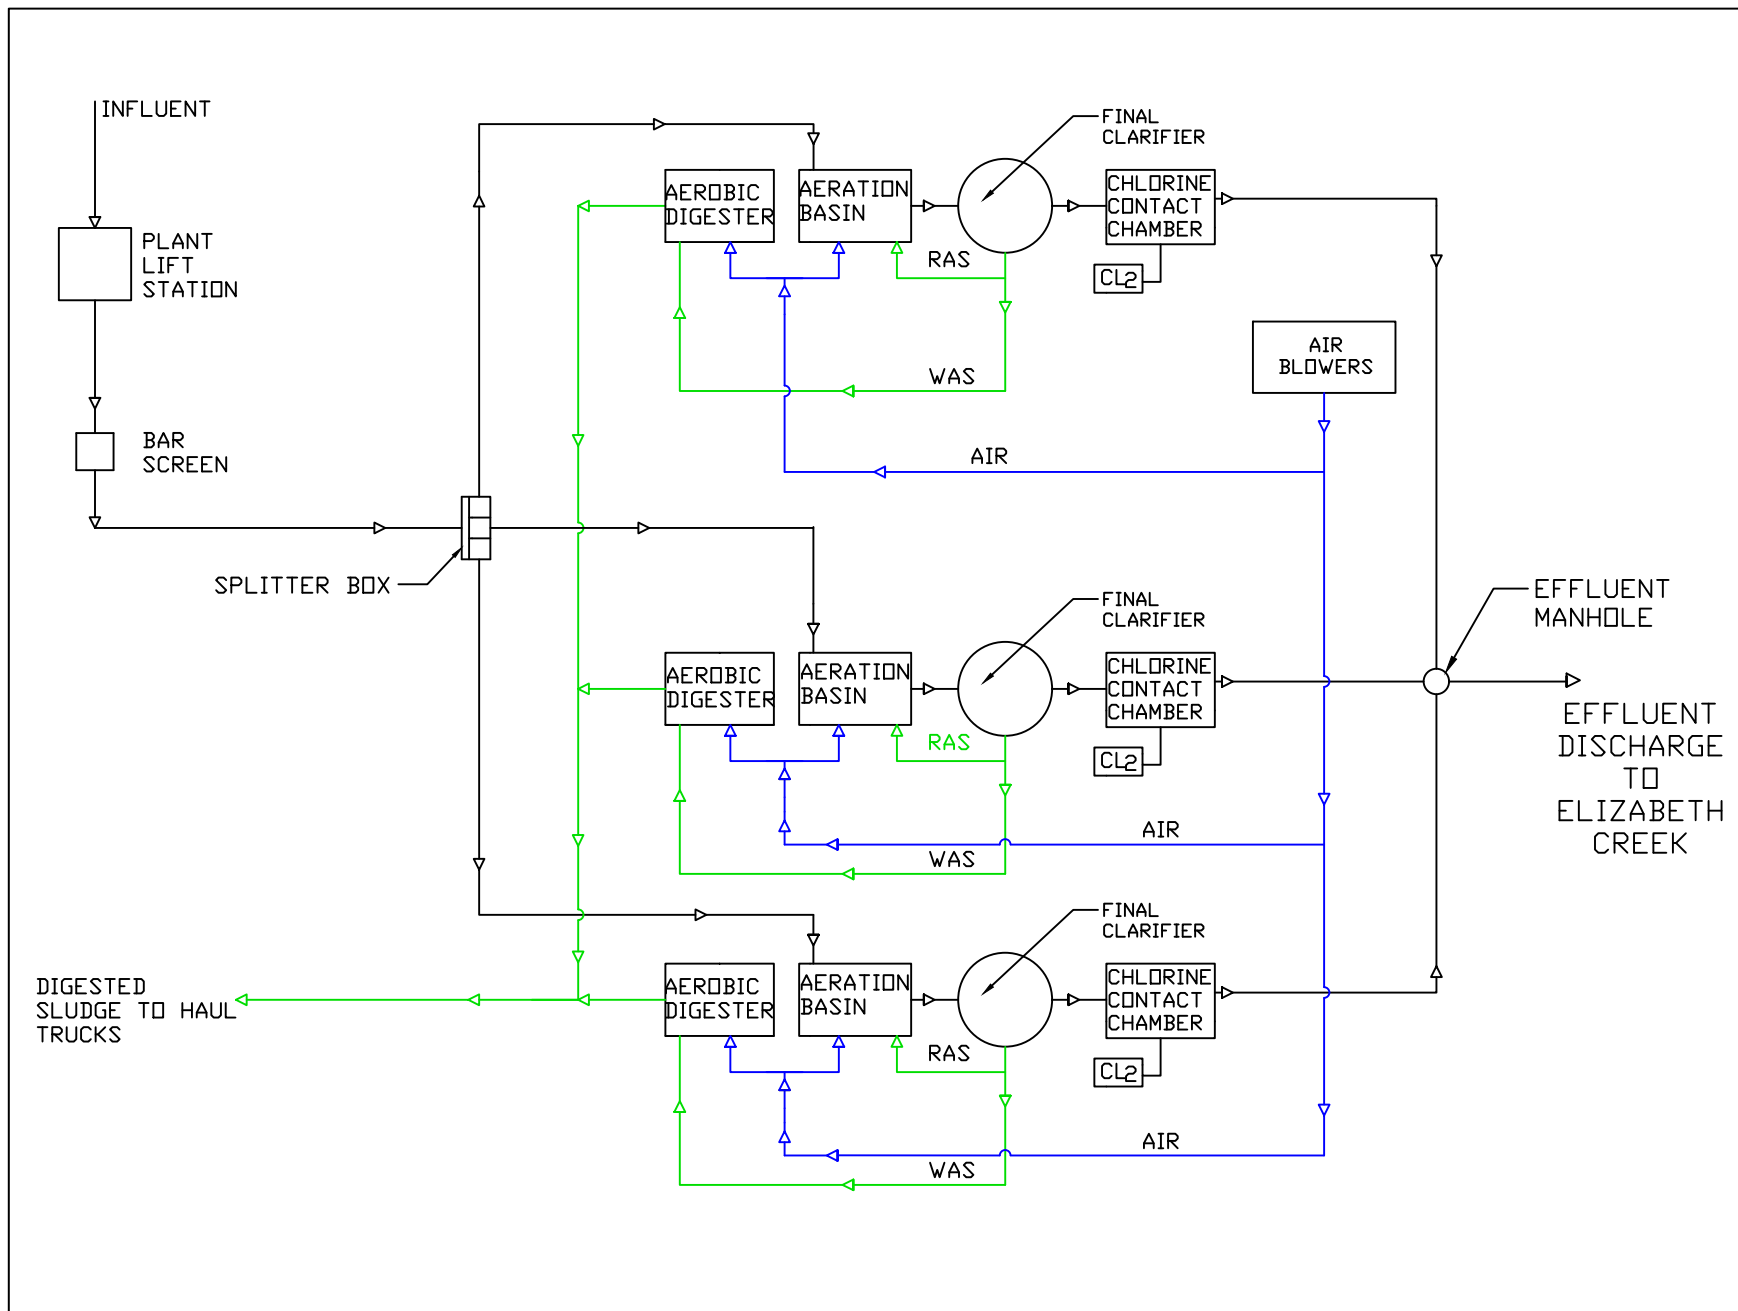 INFLUENT
PLANT
LIFT
STATION
BAR
SCREEN
SPLITTER BOX
AEROBIC
DIGESTER
AERATION
BASIN
FINAL
CLARIFIER
CHLORINE
CONTACT
CHAMBER
CL2
RAS
WAS
AIR
BLOWERS
AIR
AEROBIC
DIGESTER
AERATION
BASIN
FINAL
CLARIFIER
CHLORINE
CONTACT
CHAMBER
CL2
RAS
AIR
WAS
EFFLUENT
MANHOLE
EFFLUENT
DISCHARGE
TO
ELIZABETH
CREEK
AEROBIC
DIGESTER
AERATION
BASIN
FINAL
CLARIFIER
CHLORINE
CONTACT
CHAMBER
CL2
RAS
AIR
WAS
DIGESTED
SLUDGE TO HAUL
TRUCKS